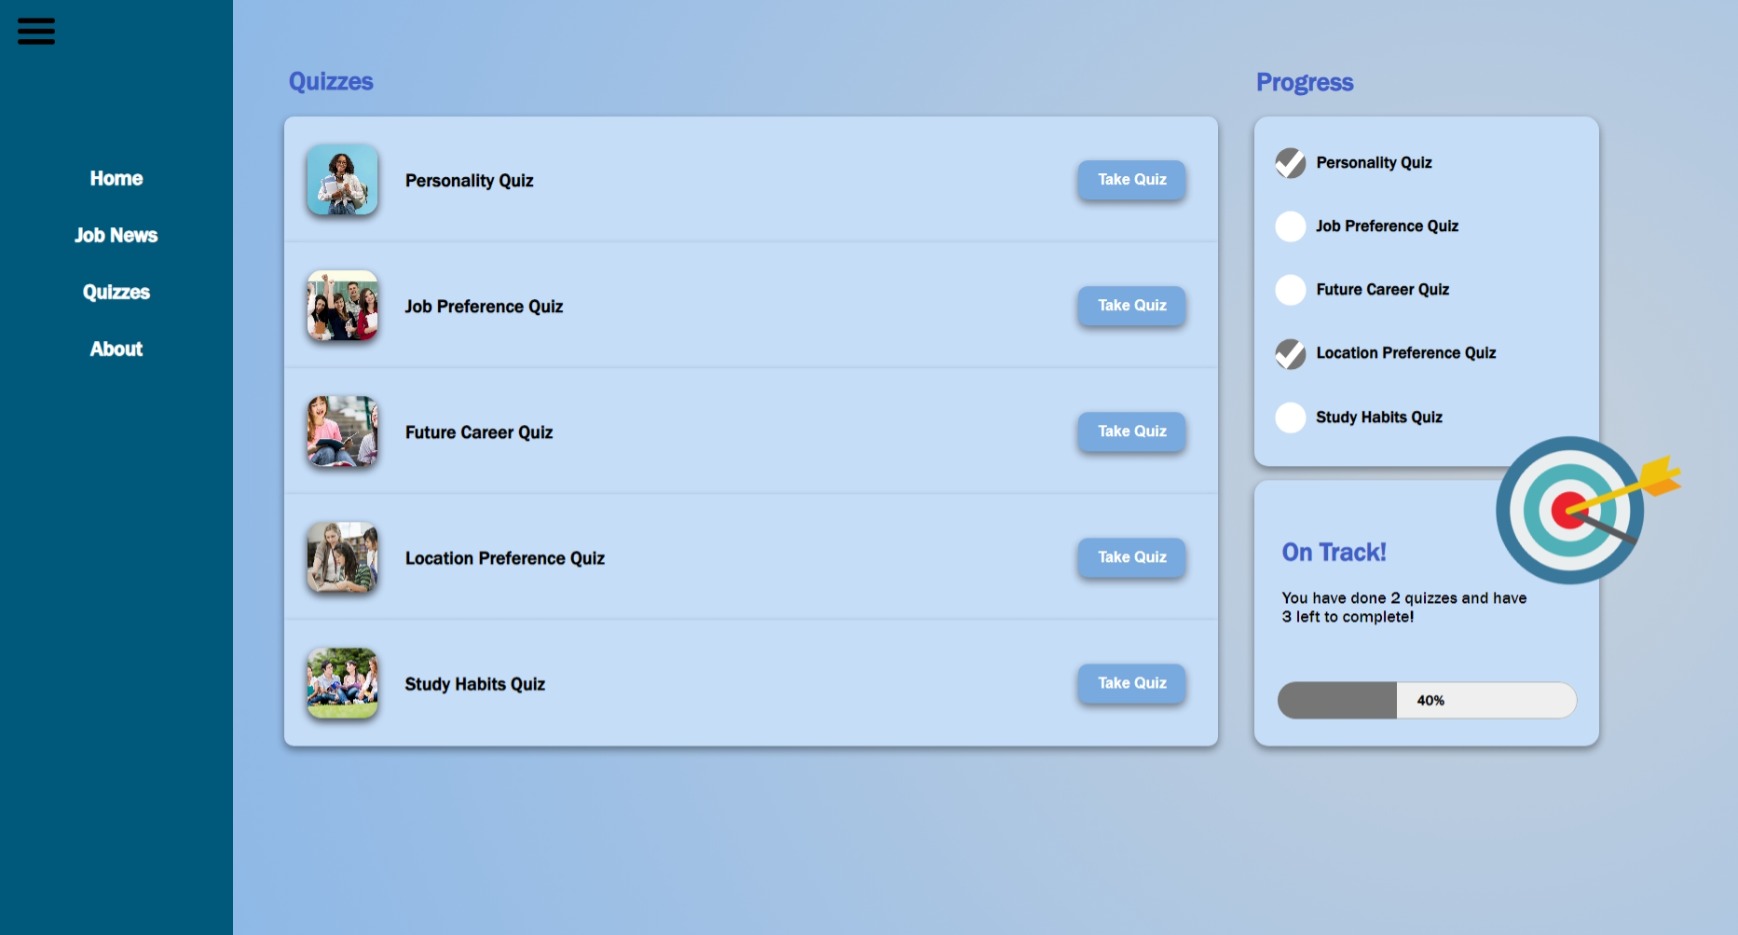 Home
Job News
Quizzes
About
Quizzes
Personality Quiz
Take Quiz
Job Preference Quiz
Take Quiz
Future Career Quiz
Take Quiz
Location Preference Quiz
Take Quiz
Study Habits Quiz
Take Quiz
Progress
Personality Quiz
Job Preference Quiz
Future Career Quiz
Location Preference Quiz
Study Habits Quiz
On Track!
You have done 2 quizzes and have
3 left to complete!
40%